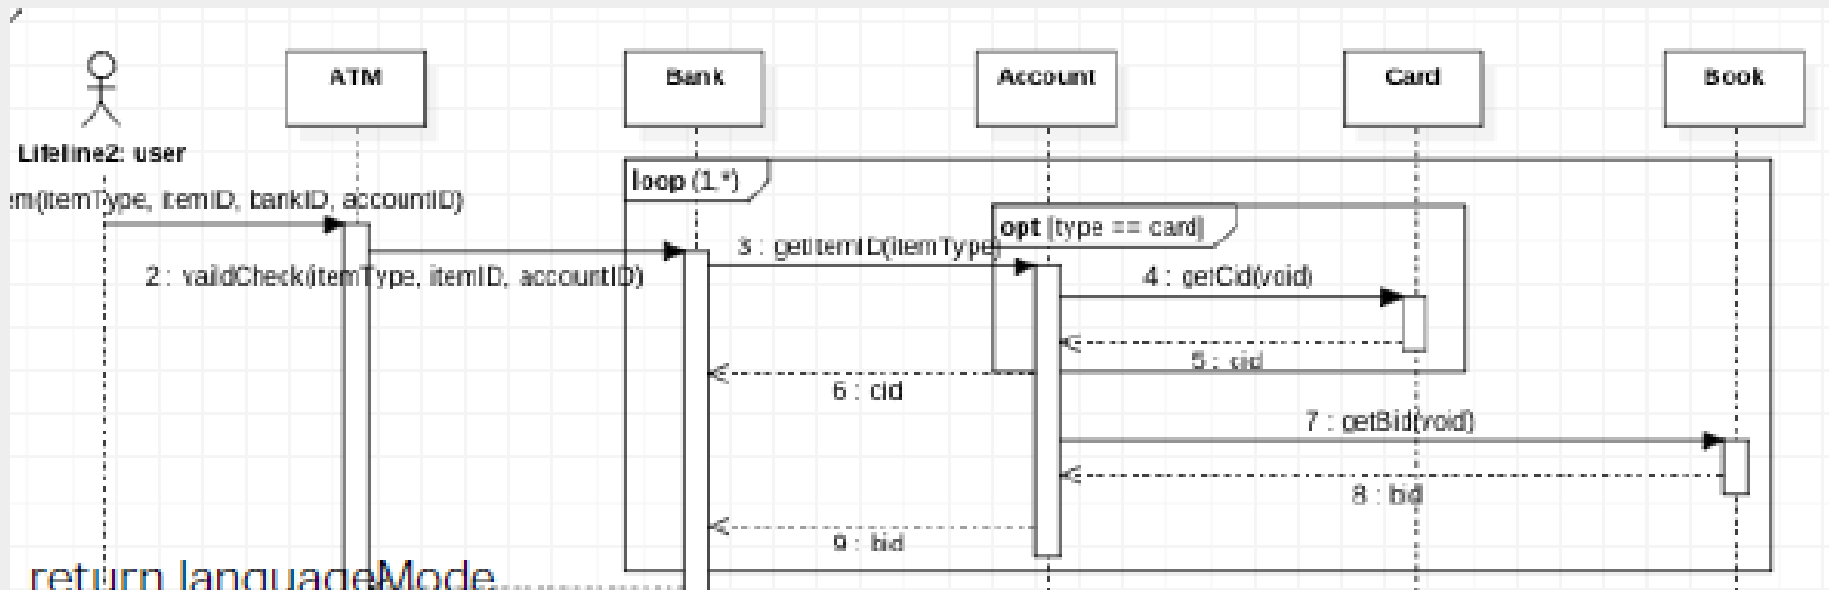 ATM
Bank
Account
Card
Book
Lifeline2: user
loop (1,*)
em(itemType, itemID, bankID, accountID)
opt [type == card]
3 : getItemID(itemType)
2 : vaildCheck(itemType, itemID, accountID)
4 : getCid(void)
5 : cid
6 : cid
7 : getBid(void)
8 : bid
9 : bid
return languageMode